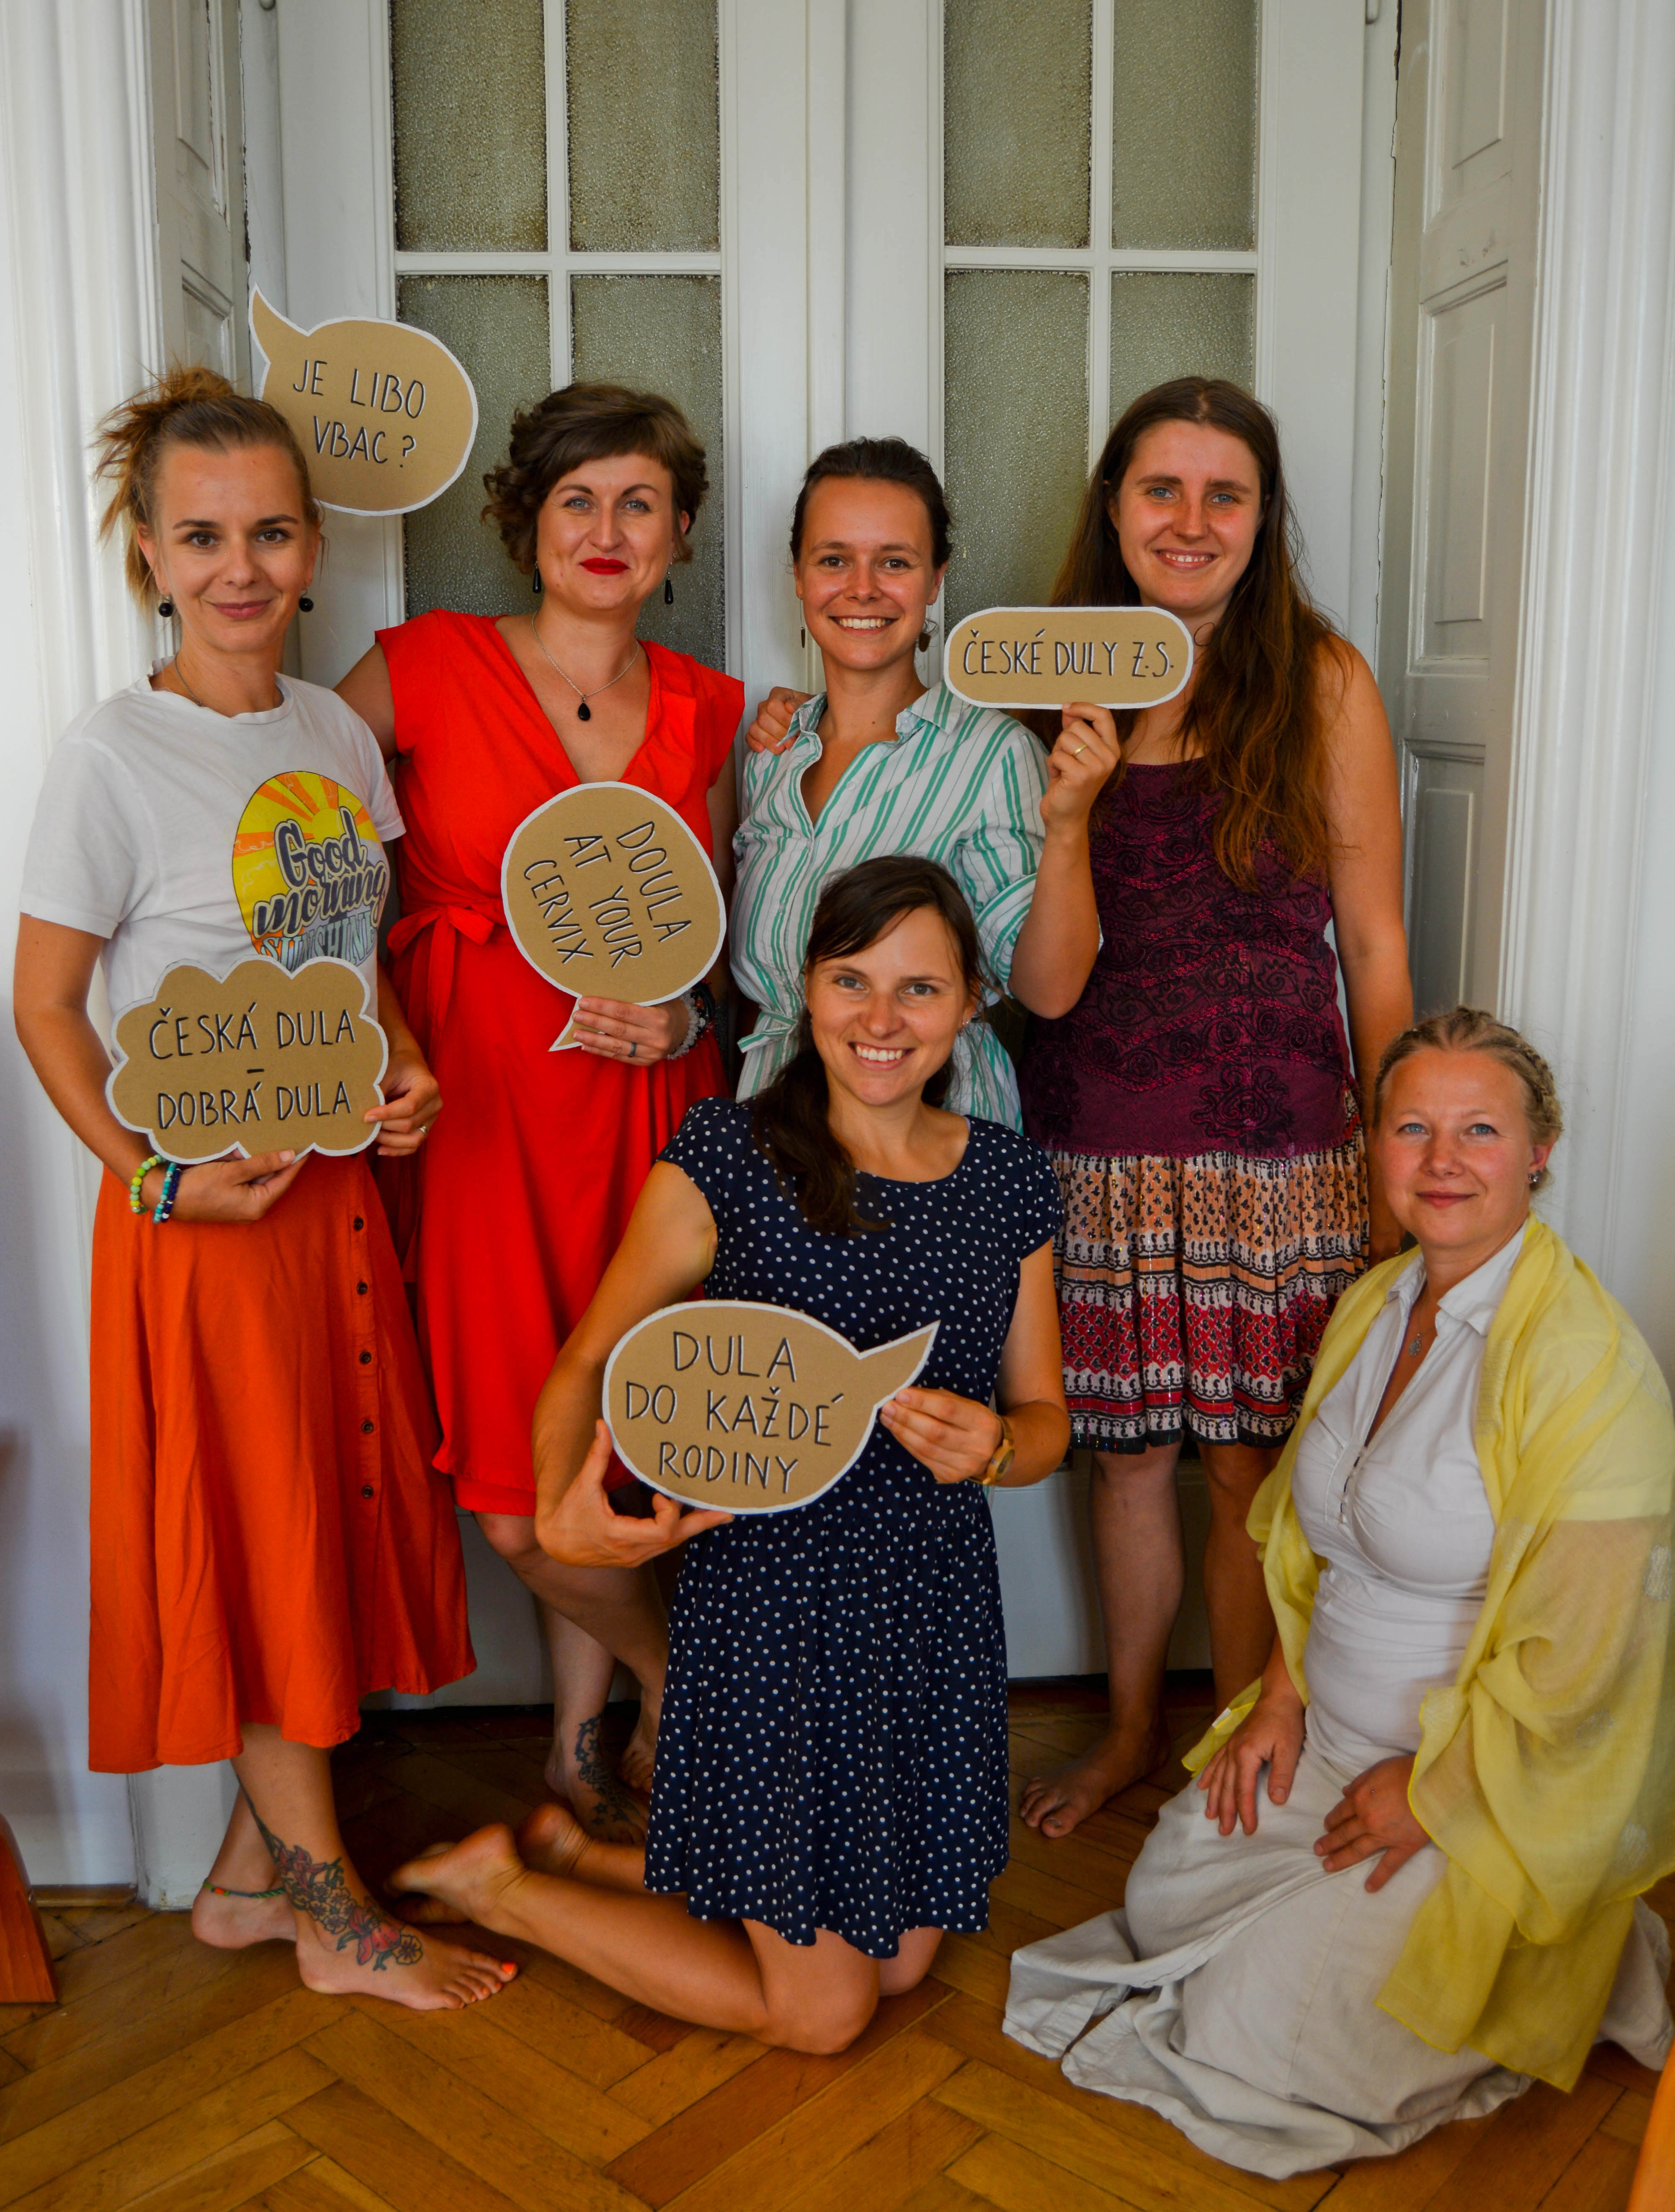 JE LIBO
VBAC?
ČESKÉ DULY Z.S.
DOULA
AT YOUR
CERVIX
Good
morning
SUNSHINE
ČESKÁ DULA
-
DOBRÁ DULA
DULA
DO KAŽDÉ
RODINY